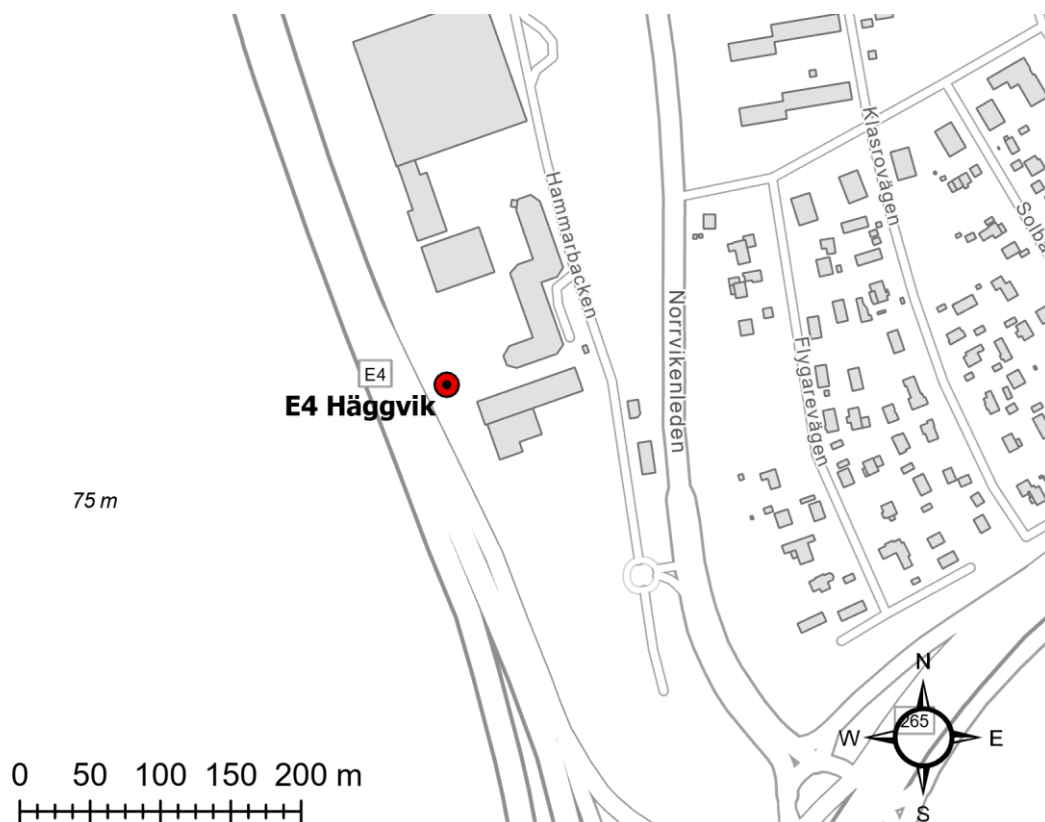 Klasrovägen
Hammarbacken
Solba
Norrvikenleden
Flygarevägen
E4
E4 Häggvik
75 m
N
265
W
E
S
0 50 100 150 200 m